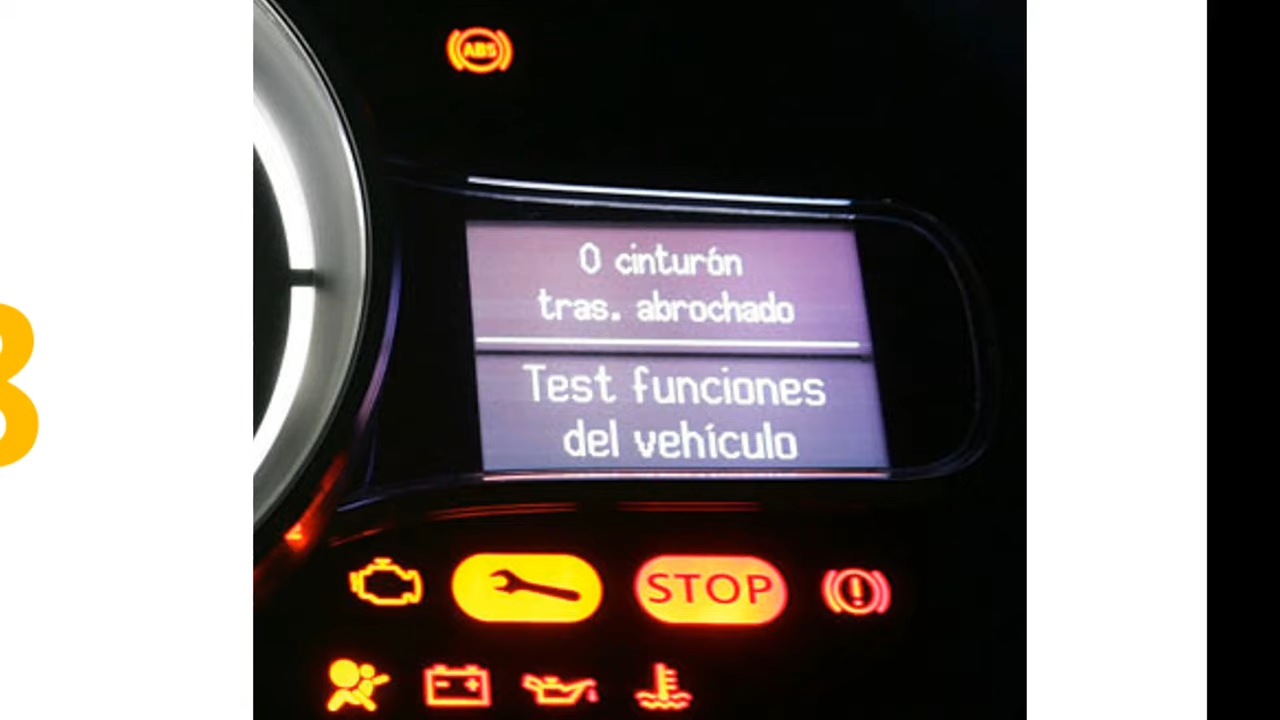 ABS
0 cinturón
tras. abrochado
Test funciones
del vehículo
STOP